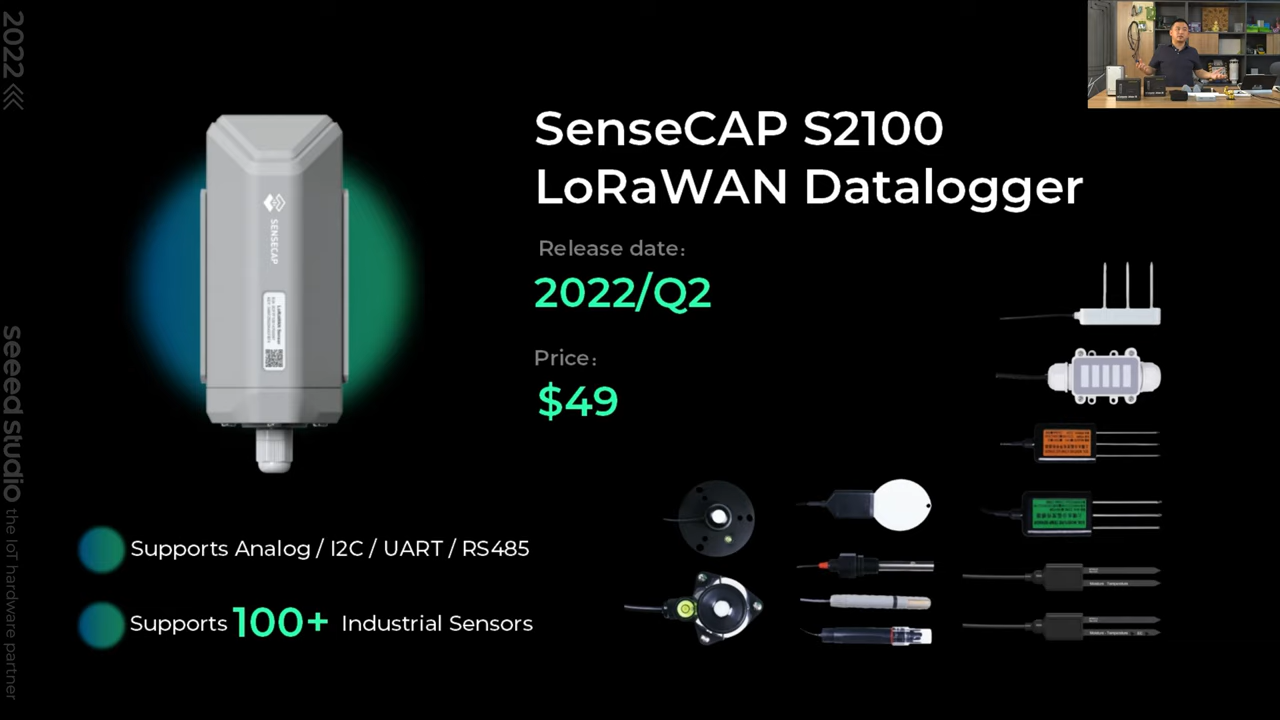 2022
SenseCAP S2100
LoRaWAN Datalogger
Release date:
2022/Q2
Price:
$49
SENSECAP
Supports Analog / I2C / UART / RS485
Supports 100+ Industrial Sensors
seeed studio the IoT hardware partner